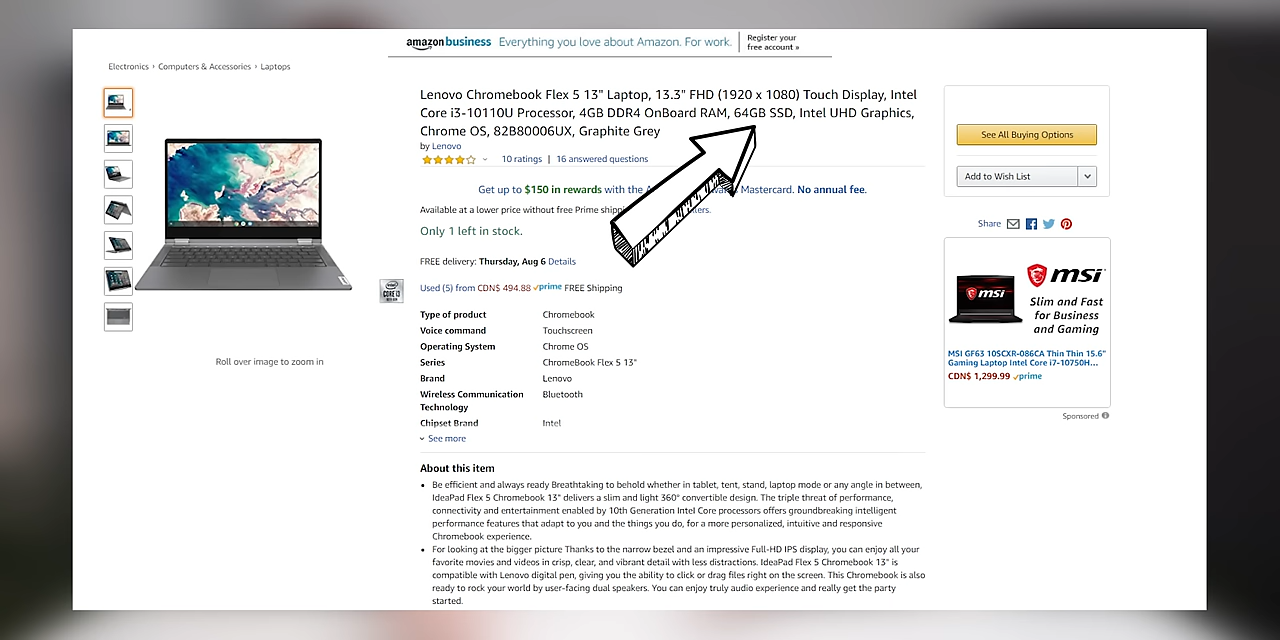 amazon business Everything you love about Amazon. For work. Register your free account »
Electronics › Computers & Accessories › Laptops
Lenovo Chromebook Flex 5 13" Laptop, 13.3" FHD (1920 x 1080) Touch Display, Intel
Core i3-10110U Processor, 4GB DDR4 OnBoard RAM, 64GB SSD, Intel UHD Graphics,
Chrome OS, 82B80006UX, Graphite Grey
by Lenovo
10 ratings | 16 answered questions
Get up to $150 in rewards with the Mastercard. No annual fee.
Available at a lower price without free Prime
Only 1 left in stock.
FREE delivery: Thursday, Aug 6 Details
Used (5) from CDN$ 494.88 prime FREE Shipping
Type of product Chromebook
Voice command Touchscreen
Operating System Chrome OS
Series ChromeBook Flex 5 13"
Brand Lenovo
Wireless Communication Bluetooth
Technology
Chipset Brand Intel
See more
About this item
• Be efficient and always ready Breathtaking to behold whether in tablet, tent, stand, laptop mode or any angle in between,
IdeaPad Flex 5 Chromebook 13" delivers a slim and light 360° convertible design. The triple threat of performance,
connectivity and entertainment enabled by 10th Generation Intel Core processors offers groundbreaking intelligent
performance features that adapt to you and the things you do, for a more personalized, intuitive and responsive
Chromebook experience.
• For looking at the bigger picture Thanks to the narrow bezel and an impressive Full-HD IPS display, you can enjoy all your
favorite movies and videos in crisp, clear, and vibrant detail with less distractions. IdeaPad Flex 5 Chromebook 13" is
compatible with Lenovo digital pen, giving you the ability to click or drag files right on the screen. This Chromebook is also
ready to rock your world by user-facing dual speakers. You can enjoy truly audio experience and really get the party
started.
Roll over image to zoom in
intel
CORE i3
See All Buying Options
Add to Wish List
Share
msi
msi
Slim and Fast
for Business
and Gaming
MSI GF63 10SCXR-086CA Thin Thin 15.6"
Gaming Laptop Intel Core i7-10750H...
CDN$ 1,299.99 prime
Sponsored